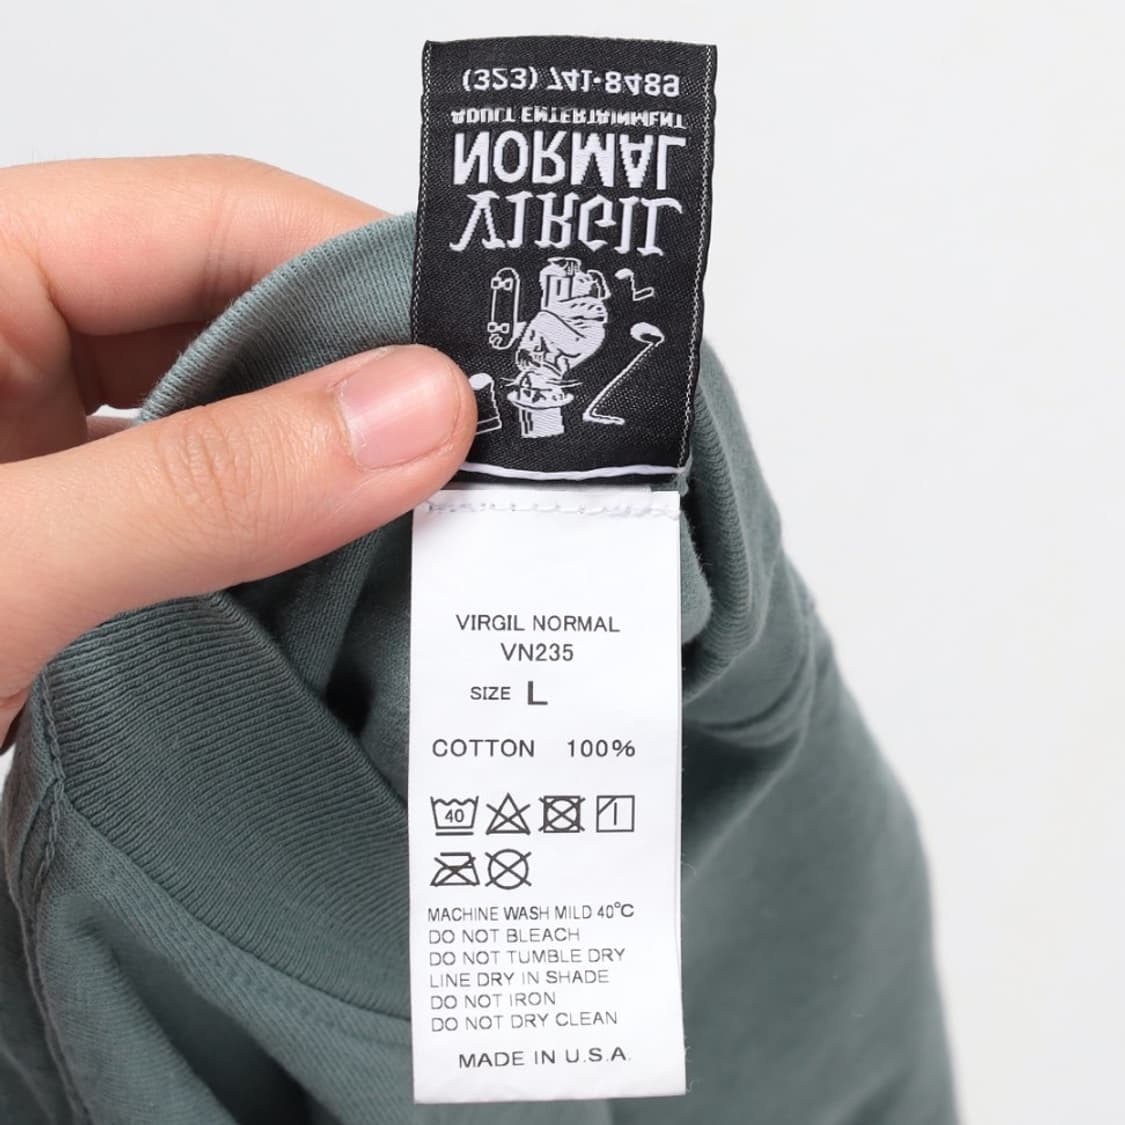 (323) 741-8489
ADULT ENTERTAINMENT
NORMAL
VIRGIL
VIRGIL NORMAL
VN235
SIZE L
COTTON 100%
40
MACHINE WASH MILD 40°C
DO NOT BLEACH
DO NOT TUMBLE DRY
LINE DRY IN SHADE
DO NOT IRON
DO NOT DRY CLEAN
MADE IN U.S.A.